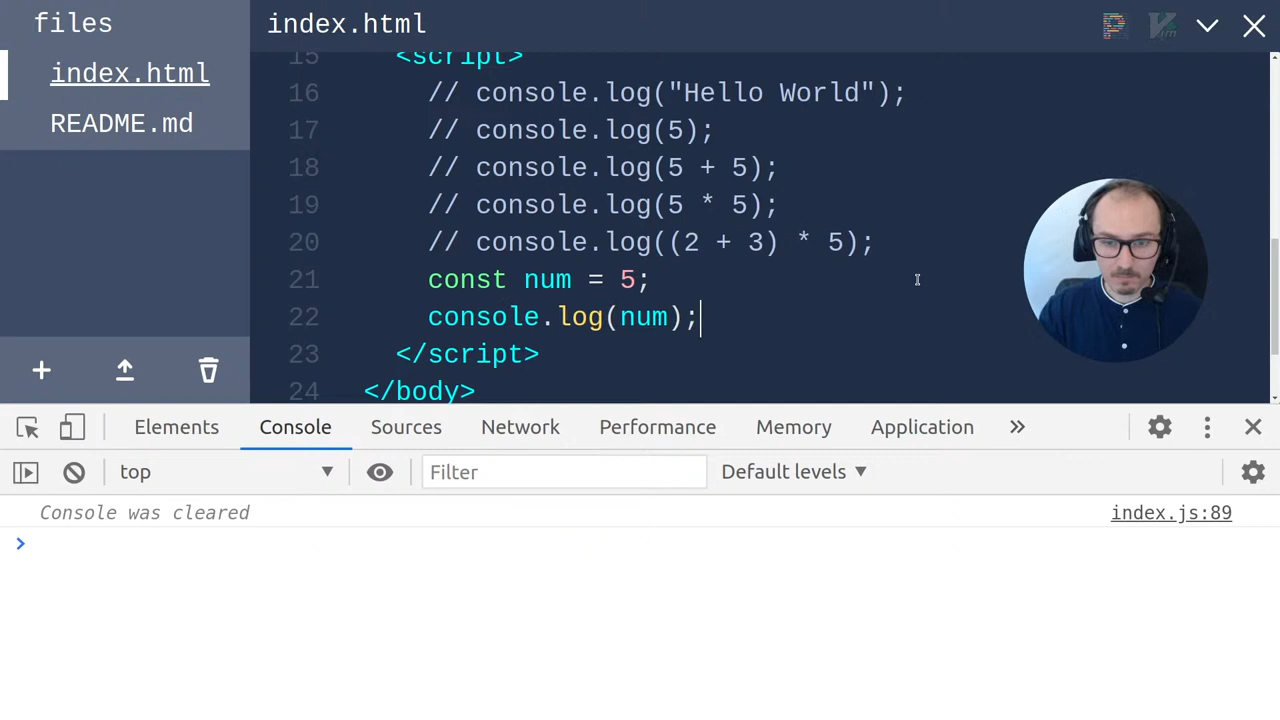 files
index.html
README.md
index.html
15 <script>
16 // console.log("Hello World");
17 // console.log(5);
18 // console.log(5 + 5);
19 // console.log(5 * 5);
20 // console.log((2 + 3) * 5);
21 const num = 5;
22 console.log(num);
23 </script>
24 </body>
Elements Console Sources Network Performance Memory Application »
top ▼ Filter Default levels ▼
Console was cleared index.js:89
>